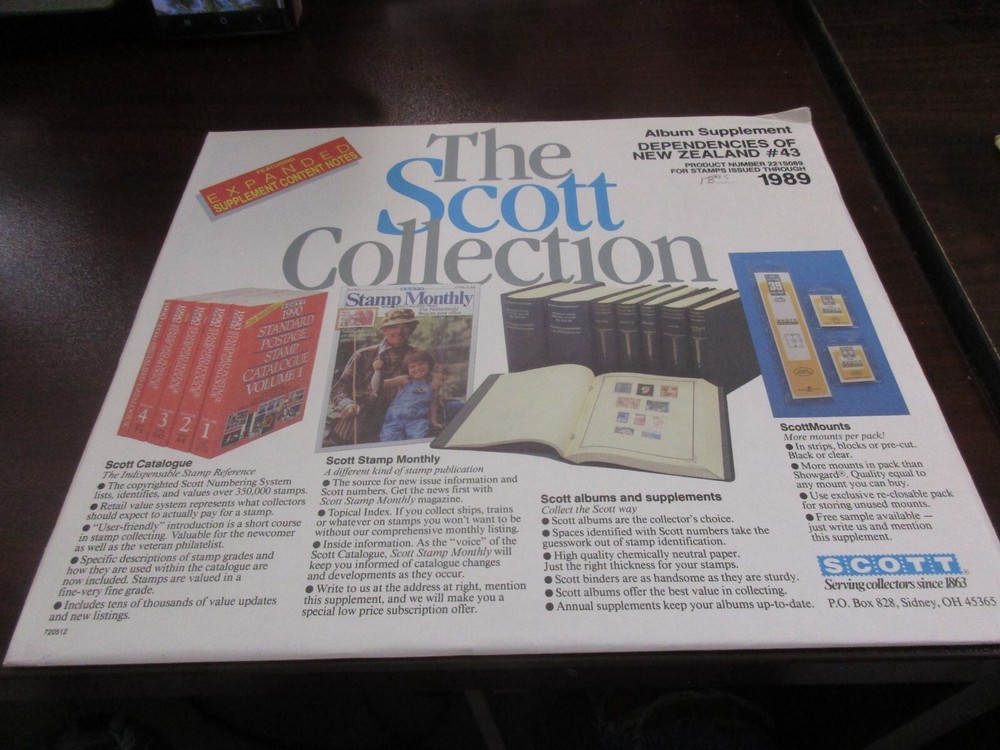 FEATURING
EXPANDED
SUPPLEMENT CONTENT NOTES
The
Scott
Collection
Album Supplement
DEPENDENCIES OF
NEW ZEALAND #43
PRODUCT NUMBER 221S089
FOR STAMPS ISSUED THROUGH
1989
1990
STANDARD
POSTAGE
STAMP
CATALOGUE
VOLUME 1
4
3
2
1
SCOTT
Stamp Monthly
39
Scott Catalogue
The Indispensable Stamp Reference
● The copyrighted Scott Numbering System
lists, identifies, and values over 350,000 stamps.
● Retail value system represents what collectors
should expect to actually pay for a stamp.
● “User-friendly” introduction is a short course
in stamp collecting. Valuable for the newcomer
as well as the veteran philatelist.
● Specific descriptions of stamp grades and
how they are used within the catalogue are
now included. Stamps are valued in a
fine-very fine grade.
● Includes tens of thousands of value updates
and new listings.
720512
Scott Stamp Monthly
A different kind of stamp publication
● The source for new issue information and
Scott numbers. Get the news first with
Scott Stamp Monthly magazine.
● Topical Index. If you collect ships, trains
or whatever on stamps you won’t want to be
without our comprehensive monthly listing.
● Inside information. As the “voice” of the
Scott Catalogue, Scott Stamp Monthly will
keep you informed of catalogue changes
and developments as they occur.
● Write to us at the address at right, mention
this supplement, and we will make you a
special low price subscription offer.
Scott albums and supplements
Collect the Scott way
● Scott albums are the collector’s choice.
● Spaces identified with Scott numbers take the
guesswork out of stamp identification.
● High quality chemically neutral paper.
Just the right thickness for your stamps.
● Scott binders are as handsome as they are sturdy.
● Scott albums offer the best value in collecting.
● Annual supplements keep your albums up-to-date.
ScottMounts
More mounts per pack!
● In strips, blocks or pre-cut.
Black or clear.
● More mounts in pack than
Showgard®. Quality equal to
any mount you can buy.
● Use exclusive re-closable pack
for storing unused mounts.
● Free sample available —
just write us and mention
this supplement.
SCOTT®
Serving collectors since 1863
P.O. Box 828, Sidney, OH 45365